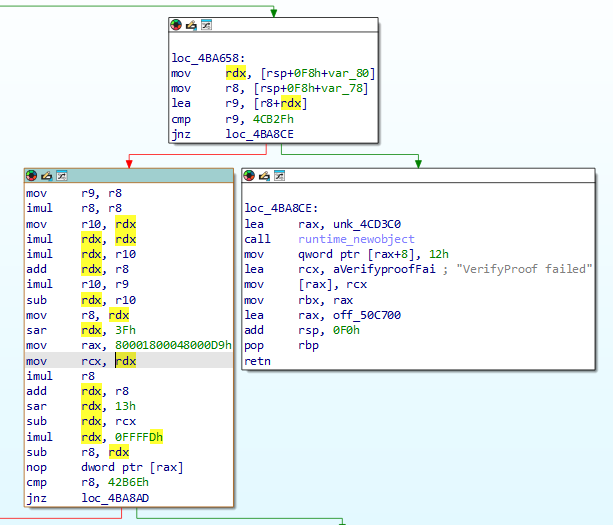 loc_4BA658:
mov rdx, [rsp+0F8h+var_80]
mov r8, [rsp+0F8h+var_78]
lea r9, [r8+rdx]
cmp r9, 4CB2Fh
jnz loc_4BA8CE
mov r9, r8
imul r8, r8
mov r10, rdx
imul rdx, rdx
imul rdx, r10
add rdx, r8
imul r10, r9
sub rdx, r10
mov r8, rdx
sar rdx, 3Fh
mov rax, 80001800048000D9h
mov rcx, rdx
imul r8
add rdx, r8
sar rdx, 13h
sub rdx, rcx
imul rdx, 0FFFFDh
sub r8, rdx
nop dword ptr [rax]
cmp r8, 42B6Eh
jnz loc_4BA8AD
loc_4BA8CE:
lea rax, unk_4CD3C0
call runtime_newobject
mov qword ptr [rax+8], 12h
lea rcx, aVerifyproofFai ; "VerifyProof failed"
mov [rax], rcx
mov rbx, rax
lea rax, off_50C700
add rsp, 0F0h
pop rbp
retn